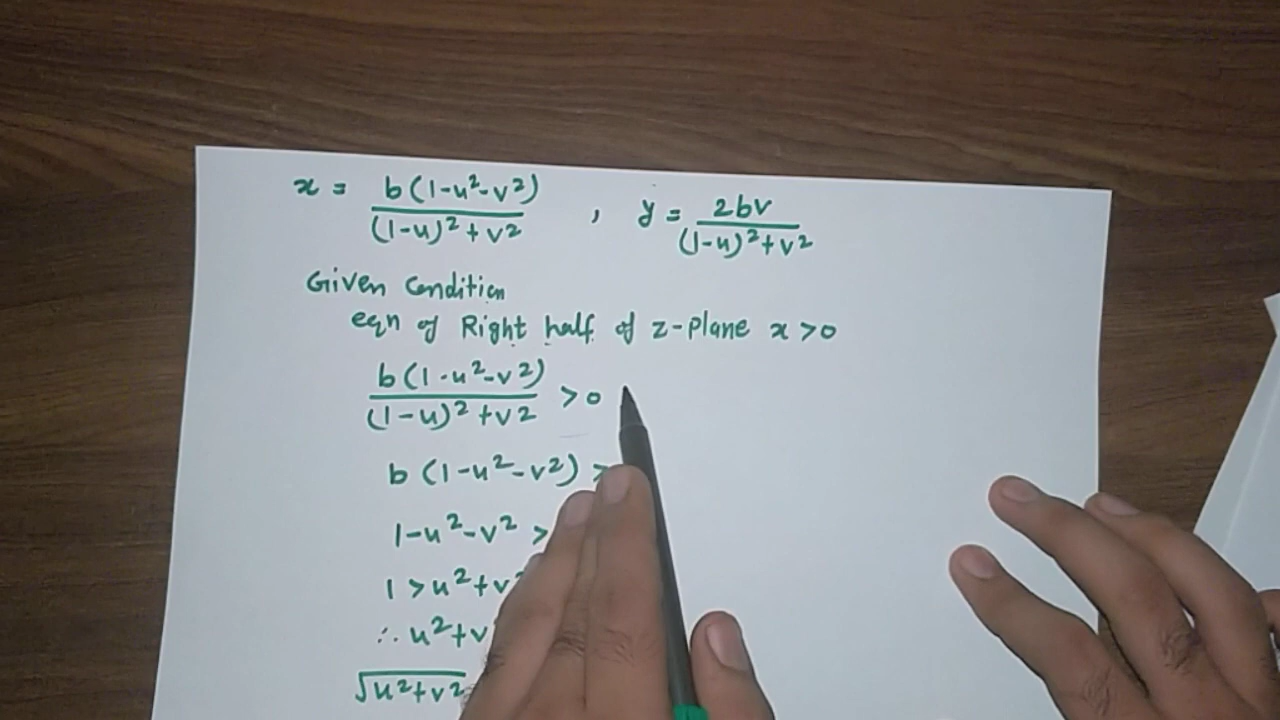 x = b(1-u²-v²) / (1-u)²+v² , y = 2bv / (1-u)²+v²
Given Condition
eqn of Right half of z-plane x>0
b(1-u²-v²) / (1-u)²+v² >0
b(1-u²-v²) >
1-u²-v² >
1 > u²+v²
∴ u²+v
√u²+v²